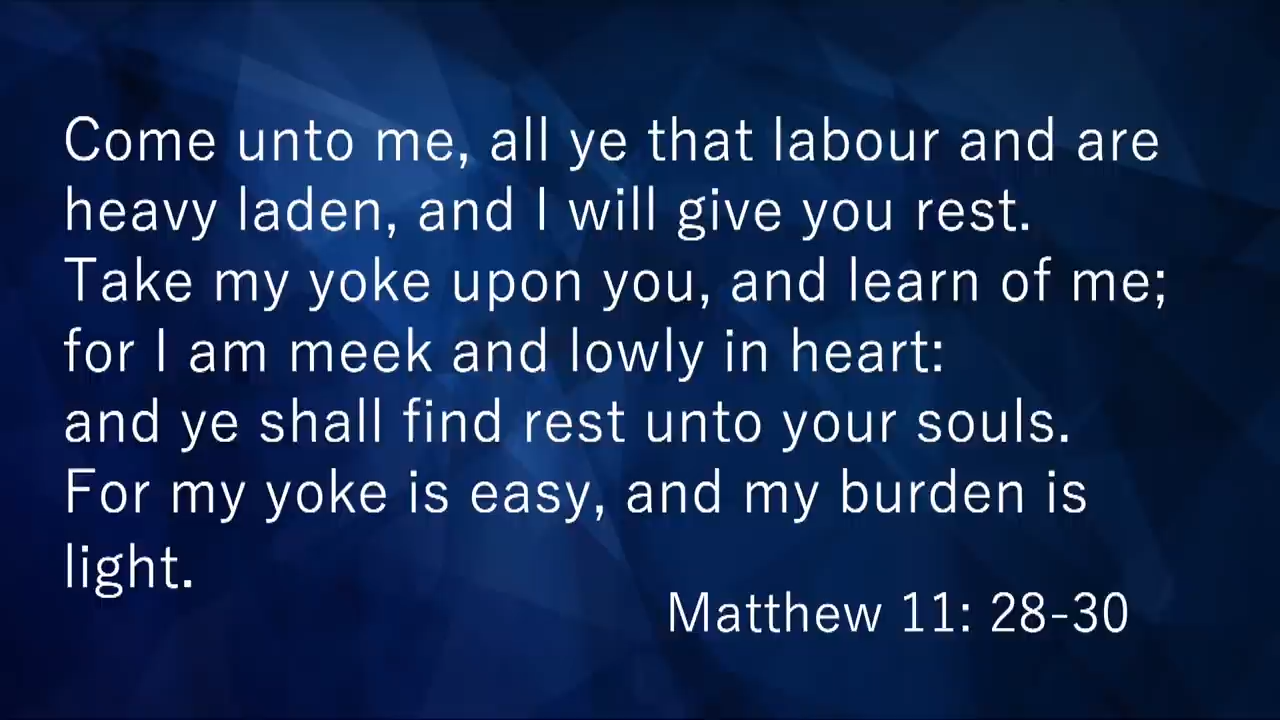 Come unto me, all ye that labour and are
heavy laden, and I will give you rest.
Take my yoke upon you, and learn of me;
for I am meek and lowly in heart:
and ye shall find rest unto your souls.
For my yoke is easy, and my burden is
light.
Matthew 11: 28-30